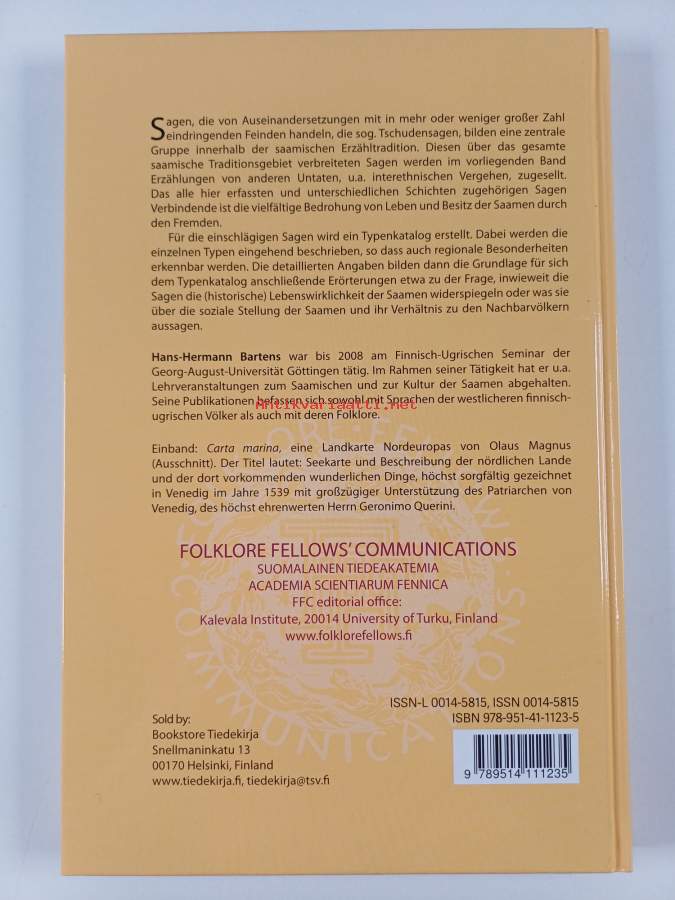 Sagen, die von Auseinandersetzungen mit in mehr oder weniger großer Zahl
eindringenden Feinden handeln, die sog. Tschudensagen, bilden eine zentrale
Gruppe innerhalb der saamischen Erzähltradition. Diesen über das gesamte
saamische Traditionsgebiet verbreiteten Sagen werden im vorliegenden Band
Erzählungen von anderen Untaten, u.a. interethnischen Vergehen, zugesellt.
Das alle hier erfassten und unterschiedlichen Schichten zugehörigen Sagen
Verbindende ist die vielfältige Bedrohung von Leben und Besitz der Saamen durch
den Fremden.
Für die einschlägigen Sagen wird ein Typenkatalog erstellt. Dabei werden die
einzelnen Typen eingehend beschrieben, so dass auch regionale Besonderheiten
erkennbar werden. Die detaillierten Angaben bilden dann die Grundlage für sich
dem Typenkatalog anschließende Erörterungen etwa zu der Frage, inwieweit die
Sagen die (historische) Lebenswirklichkeit der Saamen widerspiegeln oder was sie
über die soziale Stellung der Saamen und ihr Verhältnis zu den Nachbarvölkern
aussagen.
Hans-Hermann Bartens war bis 2008 am Finnisch-Ugrischen Seminar der
Georg-August-Universität Göttingen tätig. Im Rahmen seiner Tätigkeit hat er u.a.
Lehrveranstaltungen zum Saamischen und zur Kultur der Saamen abgehalten.
Seine Publikationen befassen sich sowohl mit Sprachen der westlicheren finnisch-
Antikvariaatti.net
ugrischen Völker als auch mit deren Folklore.
Einband: Carta marina, eine Landkarte Nordeuropas von Olaus Magnus
(Ausschnitt). Der Titel lautet: Seekarte und Beschreibung der nördlichen Lande
und der dort vorkommenden wunderlichen Dinge, höchst sorgfältig gezeichnet
in Venedig im Jahre 1539 mit großzügiger Unterstützung des Patriarchen von
Venedig, des höchst ehrenwerten Herrn Geronimo Querini.
FOLKLORE FELLOWS' COMMUNICATIONS
SUOMALAINEN TIEDEAKATEMIA
ACADEMIA SCIENTIARUM FENNICA
FFC editorial office:
Kalevala Institute, 20014 University of Turku, Finland
www.folklorefellows.fi
ISSN-L 0014-5815, ISSN 0014-5815
ISBN 978-951-41-1123-5
Sold by:
Bookstore Tiedekirja
Snellmaninkatu 13
00170 Helsinki, Finland
www.tiedekirja.fi, tiedekirja@tsv.fi
9 789514 111235